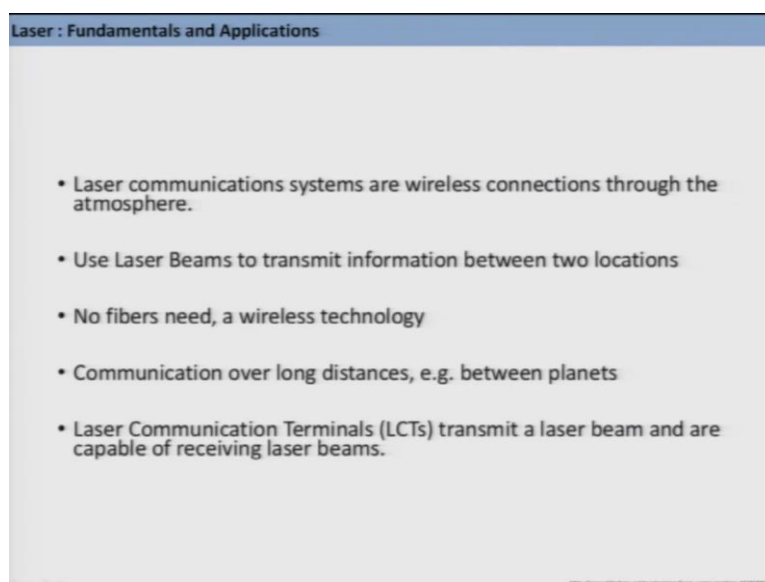 Laser : Fundamentals and Applications
• Laser communications systems are wireless connections through the
atmosphere.
• Use Laser Beams to transmit information between two locations
• No fibers need, a wireless technology
• Communication over long distances, e.g. between planets
• Laser Communication Terminals (LCTs) transmit a laser beam and are
capable of receiving laser beams.